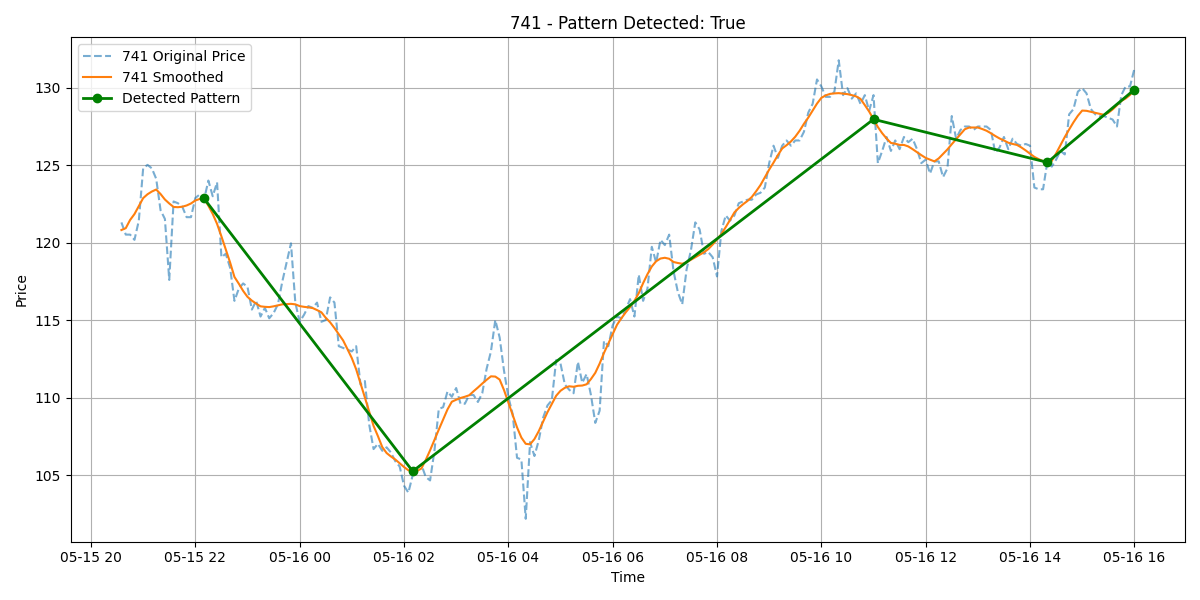 741 - Pattern Detected: True
741 Original Price
741 Smoothed
Detected Pattern
Price
130
125
120
115
110
105
05-15 20 05-15 22 05-16 00 05-16 02 05-16 04 05-16 06 05-16 08 05-16 10 05-16 12 05-16 14 05-16 16
Time